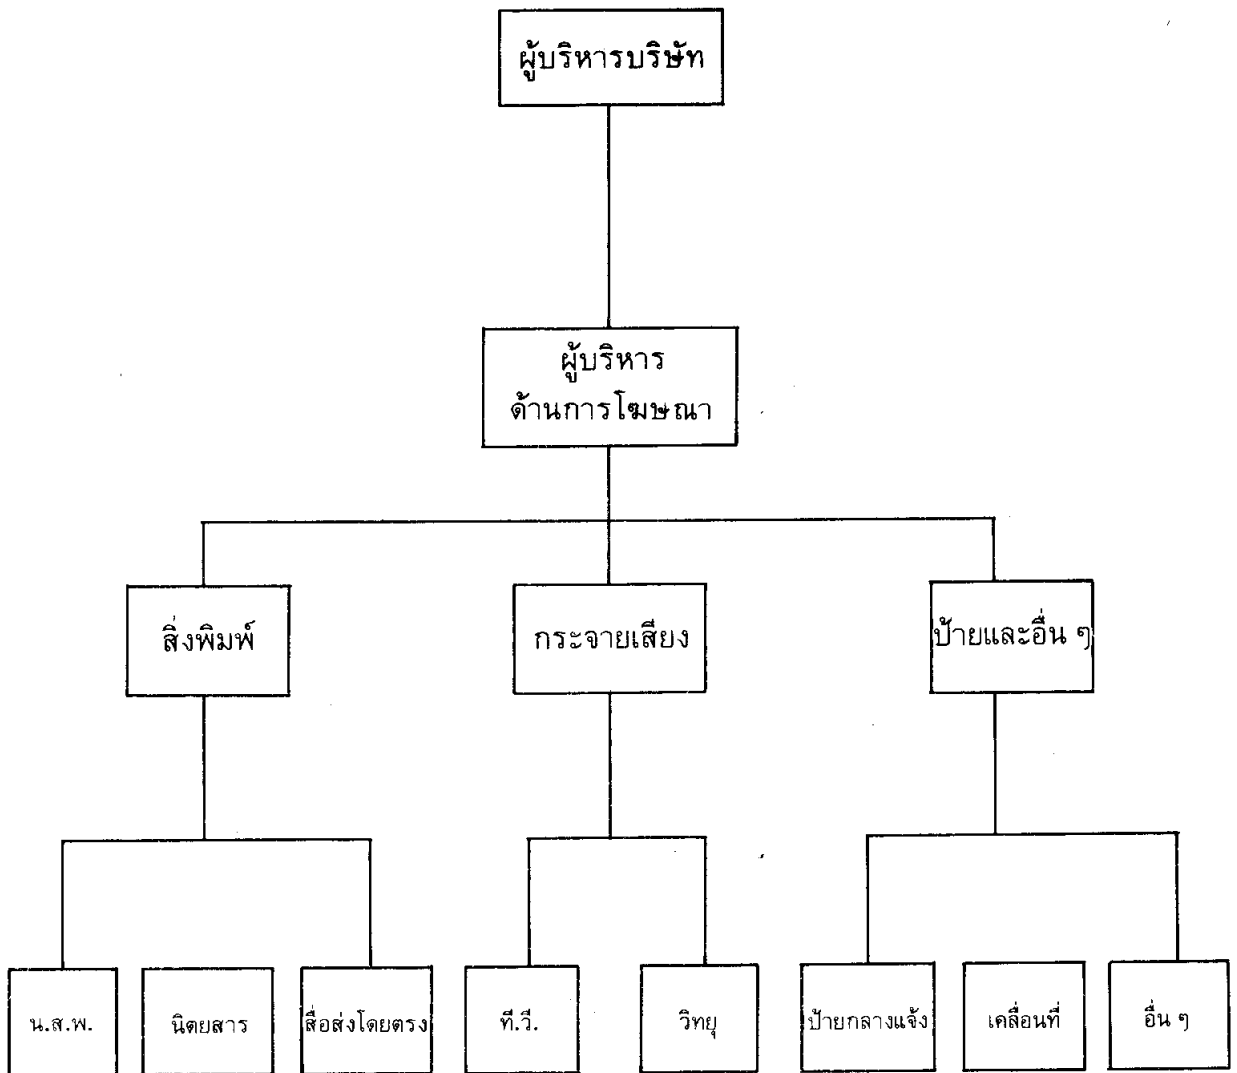 ผู้บริหารบริษัท
ผู้บริหาร
ด้านการโฆษณา
สิ่งพิมพ์
กระจายเสียง
ป้ายและอื่น ๆ
น.ส.พ.
นิตยสาร
สื่อส่งโดยตรง
ที.วี.
วิทยุ
ป้ายกลางแจ้ง
เคลื่อนที่
อื่น ๆ